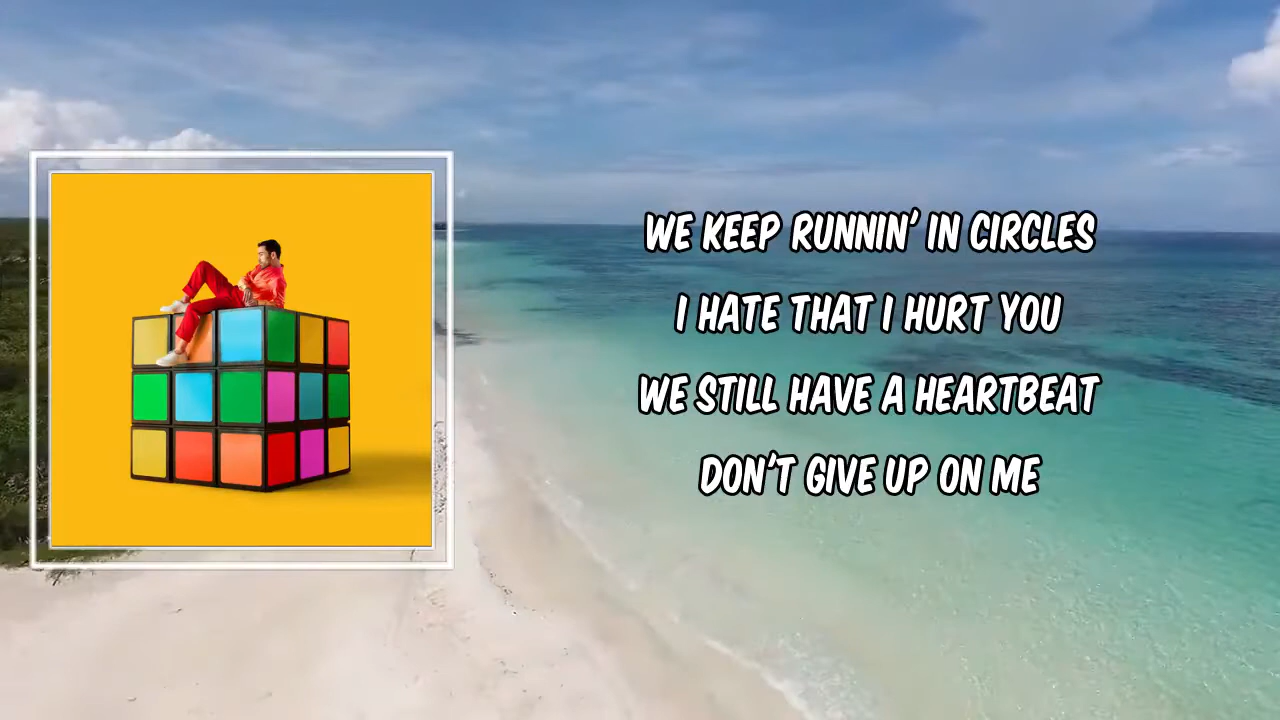 WE KEEP RUNNIN' IN CIRCLES
I HATE THAT I HURT YOU
WE STILL HAVE A HEARTBEAT
DON'T GIVE UP ON ME